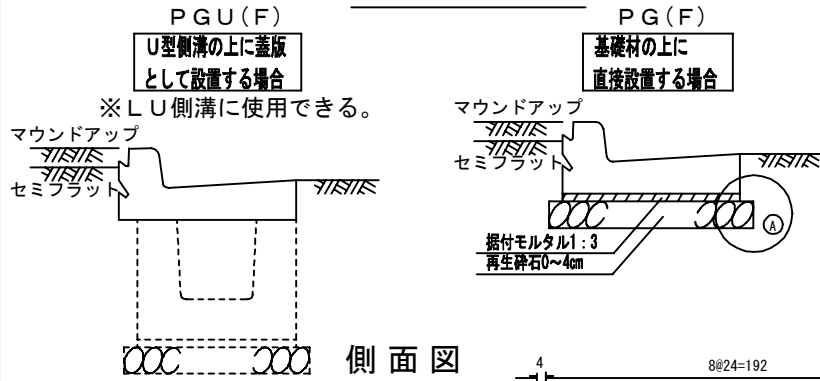 PGU(F)
U型側溝の上に蓋版
として設置する場合
※LU側溝に使用できる。
マウンドアップ
セミフラット
PG(F)
基礎材の上に
直接設置する場合
マウンドアップ
セミフラット
A
据付モルタル1:3
再生砕石0~4cm
側面図
4
8@24=192